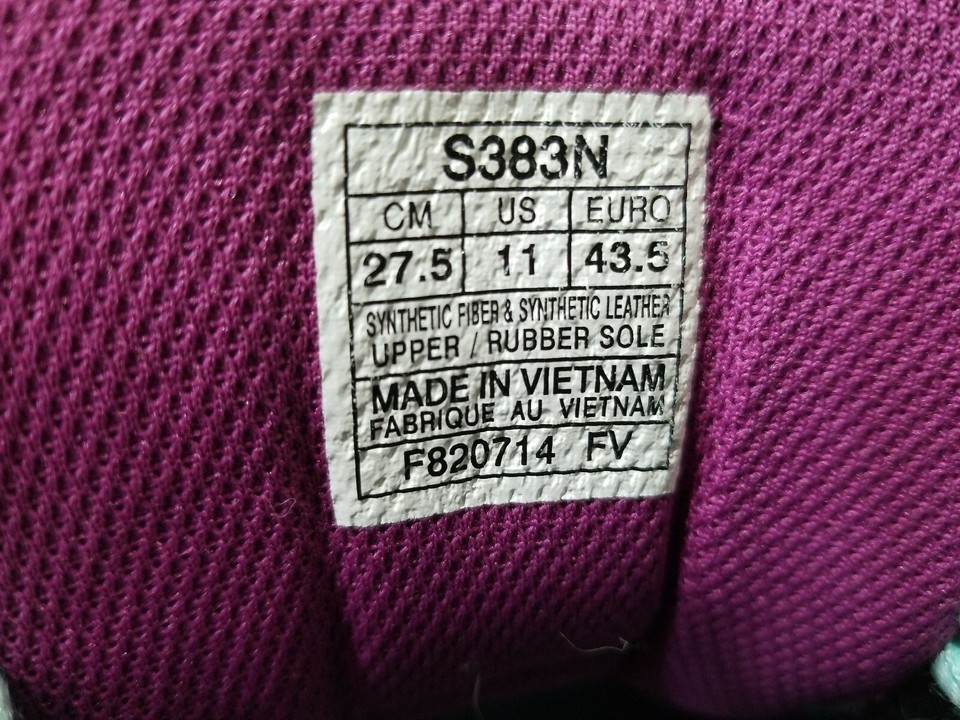 S383N
CM US EURO
27.5 11 43.5
SYNTHETIC FIBER & SYNTHETIC LEATHER
UPPER / RUBBER SOLE
MADE IN VIETNAM
FABRIQUE AU VIETNAM
F820714 FV